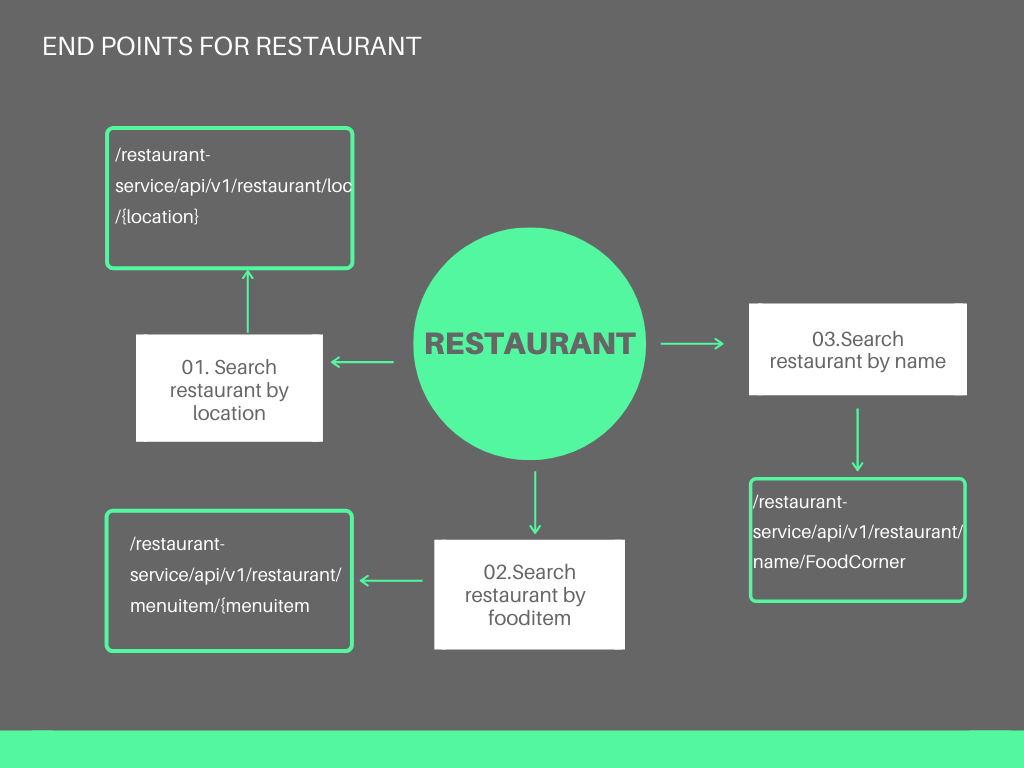 END POINTS FOR RESTAURANT
/restaurant-
service/api/v1/restaurant/loc
/{location}
01. Search
restaurant by
location
RESTAURANT
03.Search
restaurant by name
/restaurant-
service/api/v1/restaurant/
name/FoodCorner
02.Search
restaurant by
fooditem
/restaurant-
service/api/v1/restaurant/
menuitem/{menuitem